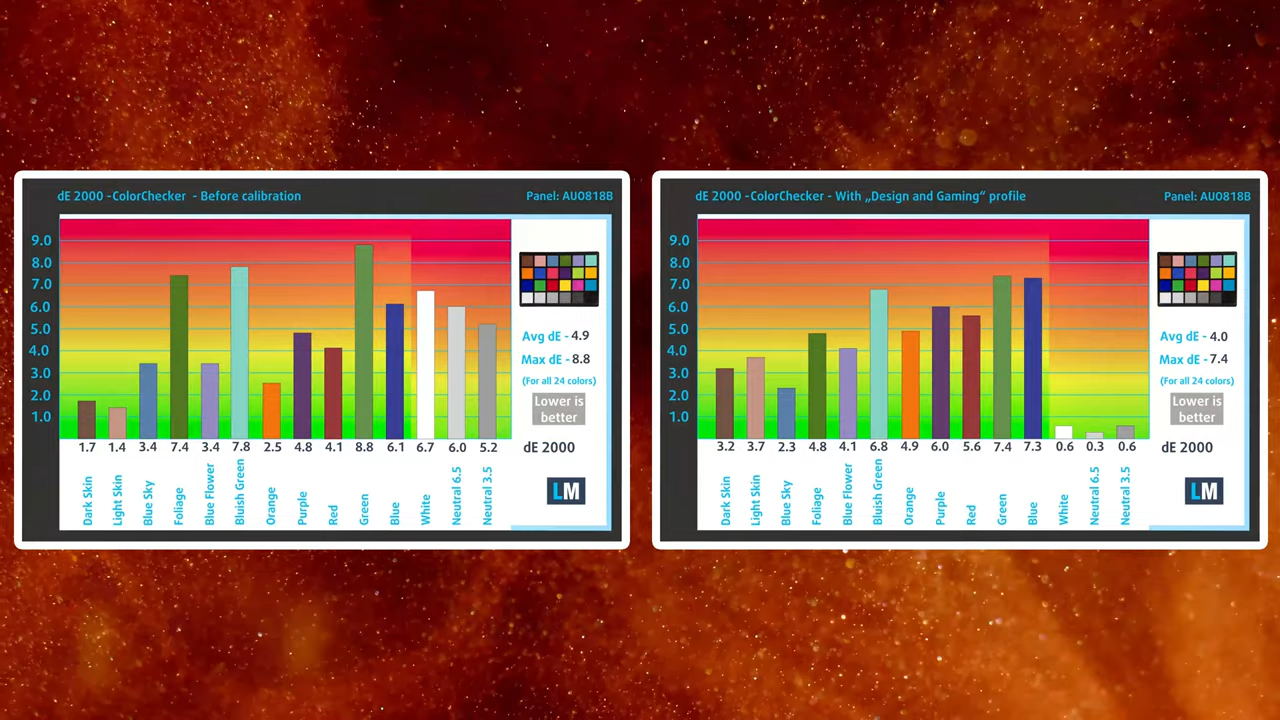 dE 2000 -ColorChecker - Before calibration
Panel: AUO818B
9.0
8.0
7.0
6.0
5.0
4.0
3.0
2.0
1.0
Avg dE - 4.9
Max dE - 8.8
(For all 24 colors)
Lower is
better
1.7 1.4 3.4 7.4 3.4 7.8 2.5 4.8 4.1 8.8 6.1 6.7 6.0 5.2
dE 2000
Dark Skin
Light Skin
Blue Sky
Foliage
Blue Flower
Bluish Green
Orange
Purple
Red
Green
Blue
White
Neutral 6.5
Neutral 3.5
LM
dE 2000 -ColorChecker - With „Design and Gaming“ profile
Panel: AUO818B
9.0
8.0
7.0
6.0
5.0
4.0
3.0
2.0
1.0
Avg dE - 4.0
Max dE - 7.4
(For all 24 colors)
Lower is
better
3.2 3.7 2.3 4.8 4.1 6.8 4.9 6.0 5.6 7.4 7.3 0.6 0.3 0.6
dE 2000
Dark Skin
Light Skin
Blue Sky
Foliage
Blue Flower
Bluish Green
Orange
Purple
Red
Green
Blue
White
Neutral 6.5
Neutral 3.5
LM